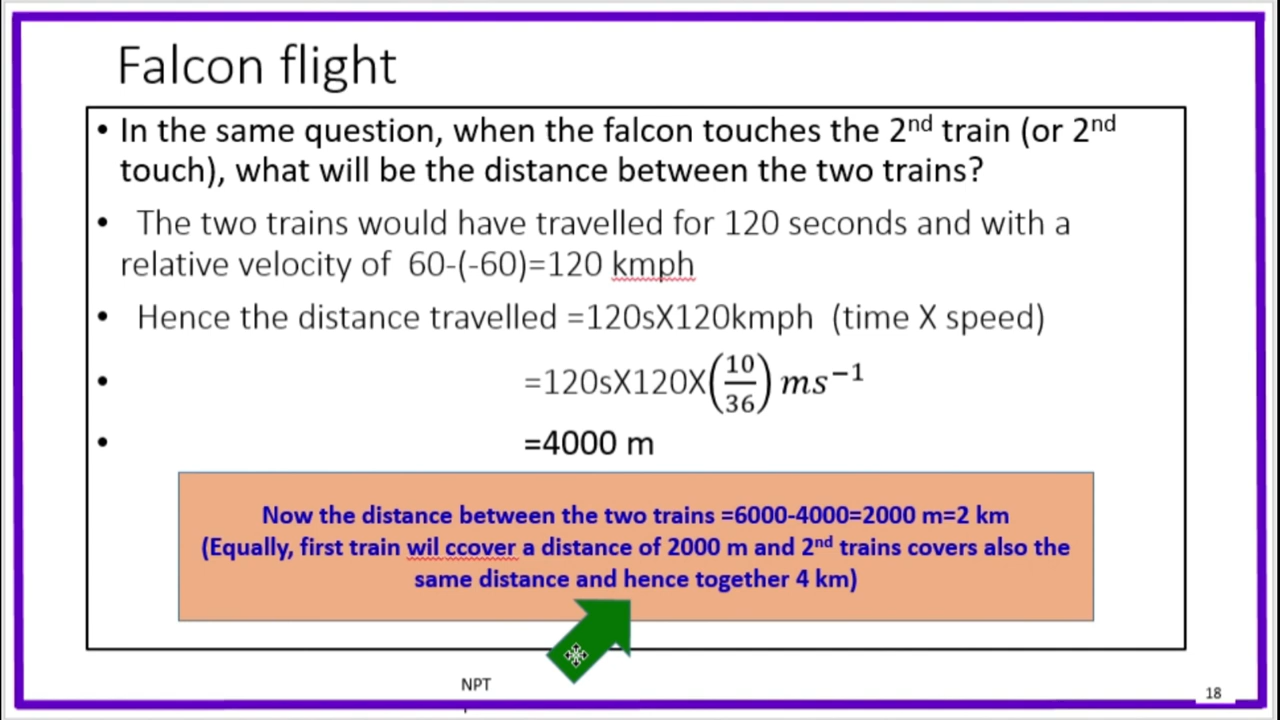 Falcon flight
• In the same question, when the falcon touches the 2nd train (or 2nd
touch), what will be the distance between the two trains?
• The two trains would have travelled for 120 seconds and with a
relative velocity of 60-(-60)=120 kmph
• Hence the distance travelled =120sX120kmph (time X speed)
• =120sX120X(10/36) ms⁻¹
• =4000 m
Now the distance between the two trains =6000-4000=2000 m=2 km
(Equally, first train wil ccover a distance of 2000 m and 2nd trains covers also the
same distance and hence together 4 km)
NPT
18